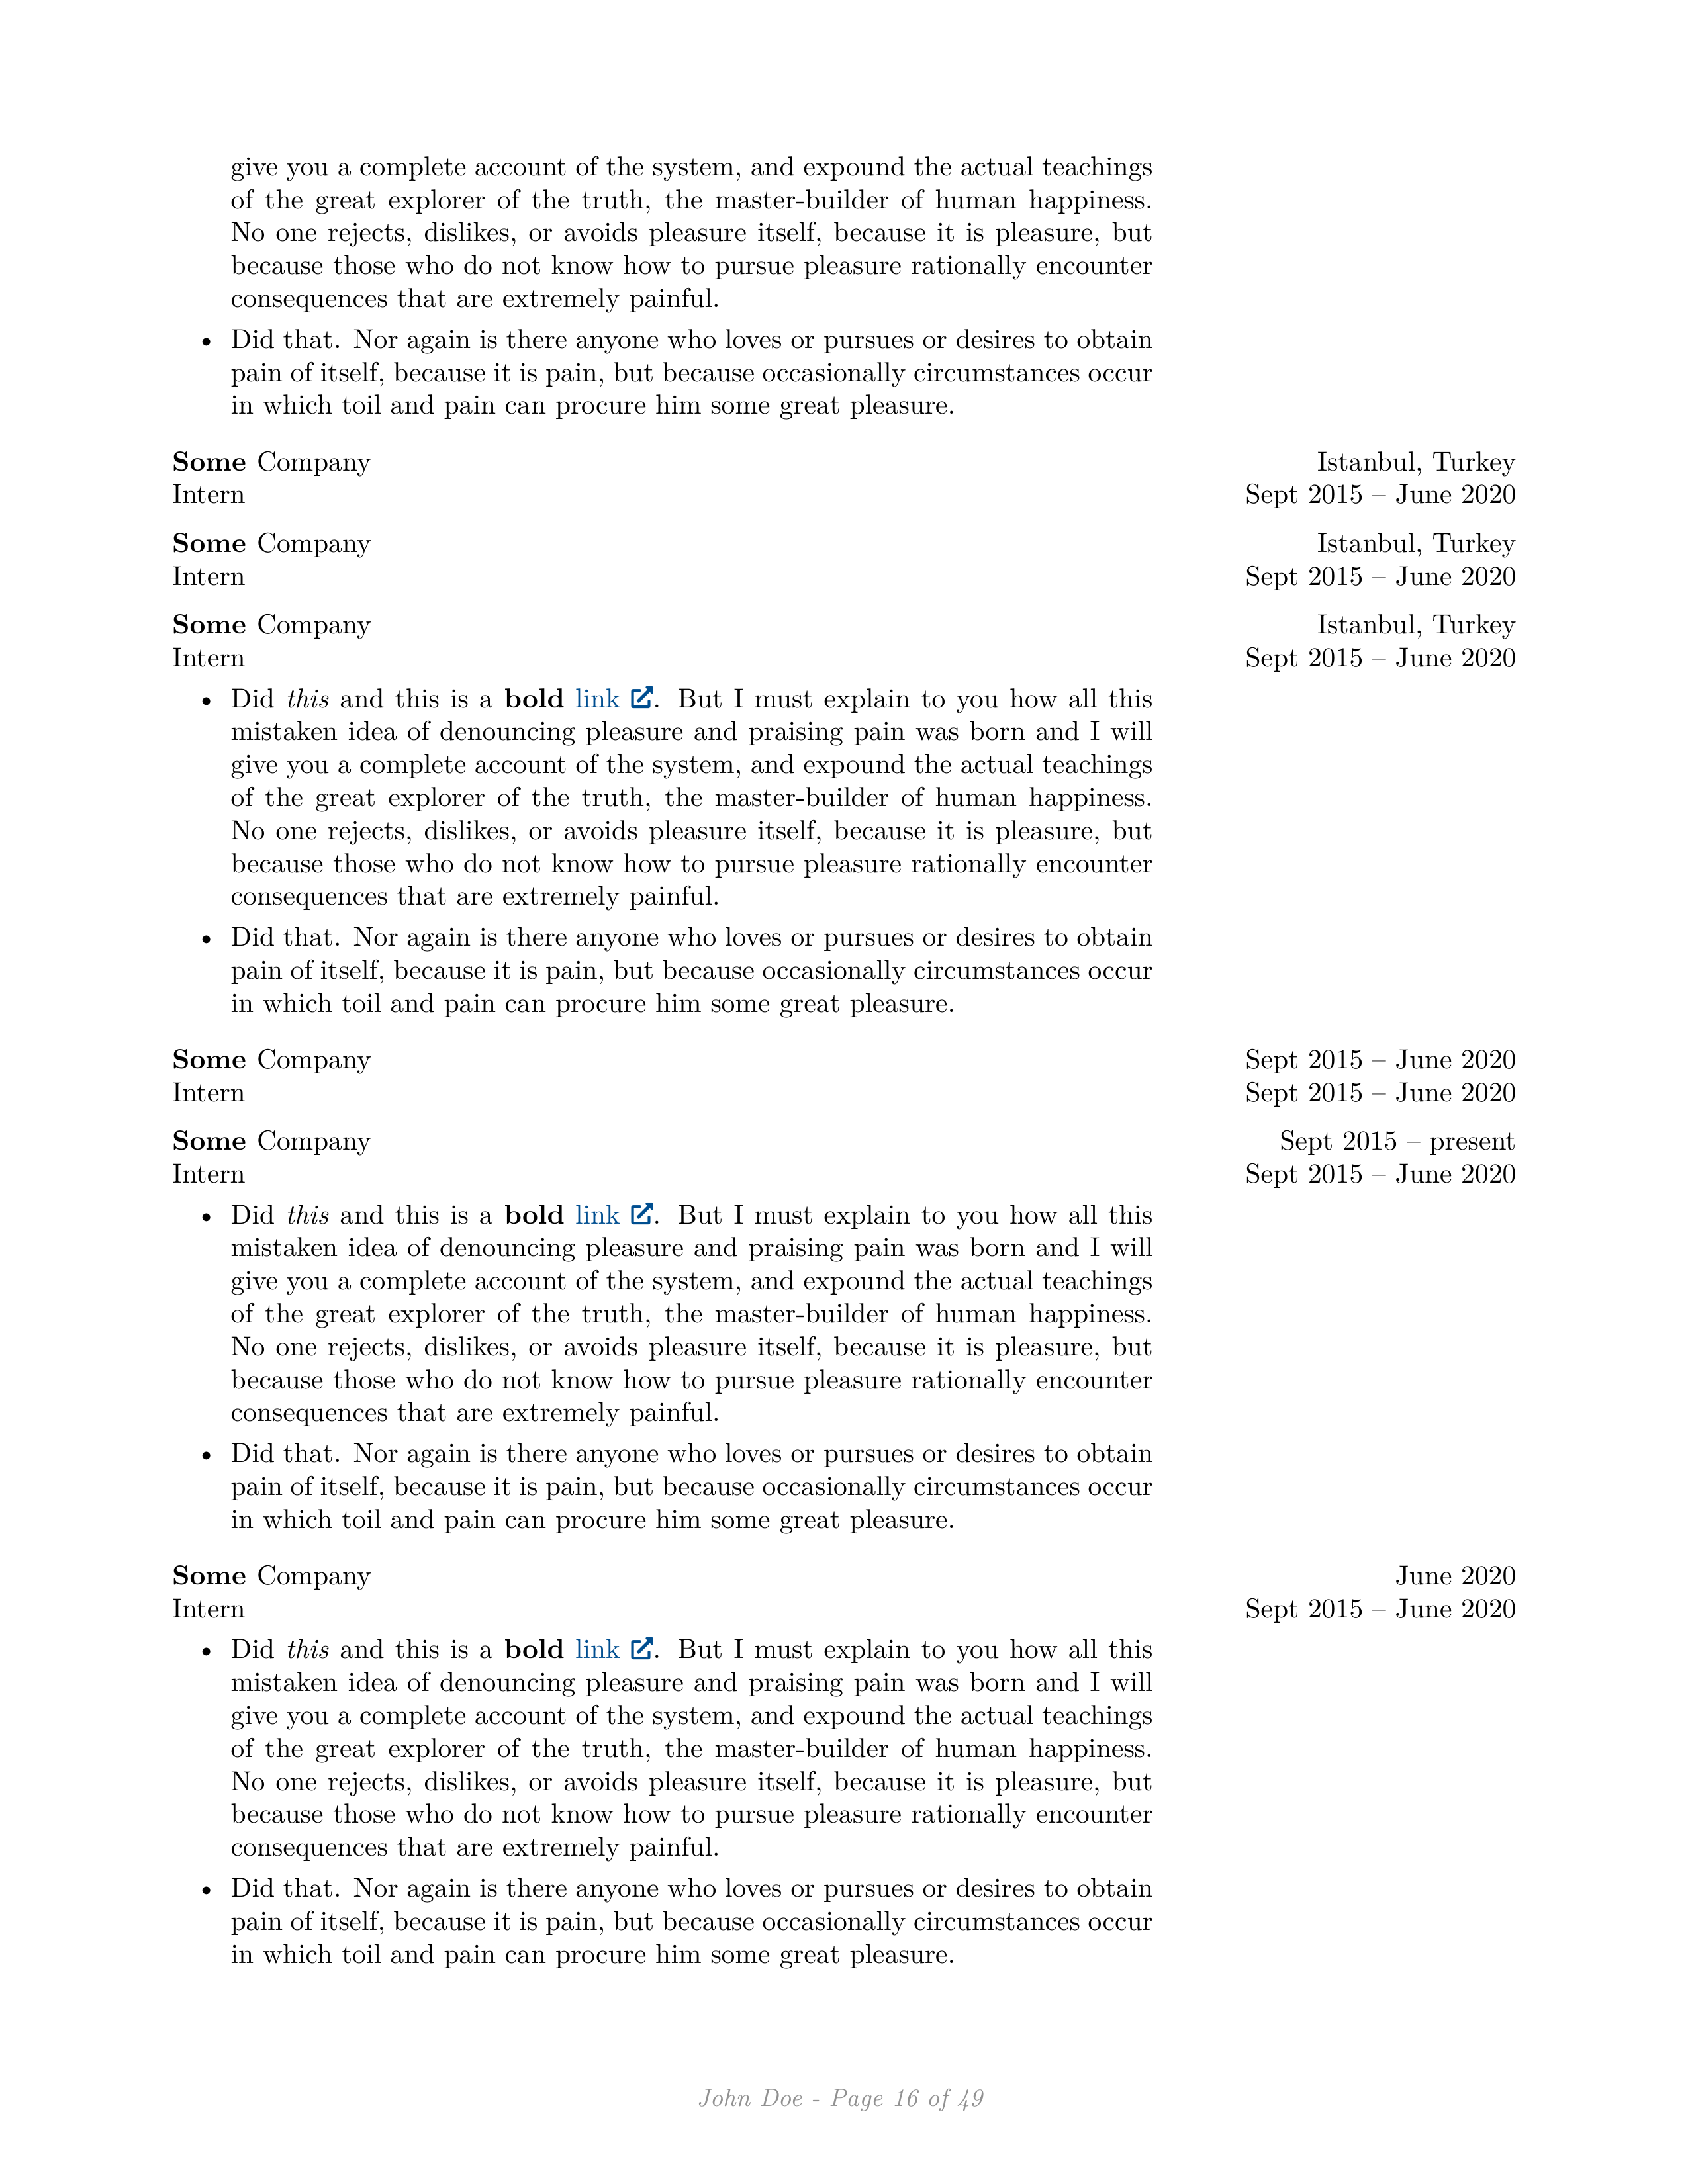 give you a complete account of the system, and expound the actual teachings
of the great explorer of the truth, the master-builder of human happiness.
No one rejects, dislikes, or avoids pleasure itself, because it is pleasure, but
because those who do not know how to pursue pleasure rationally encounter
consequences that are extremely painful.
• Did that. Nor again is there anyone who loves or pursues or desires to obtain
pain of itself, because it is pain, but because occasionally circumstances occur
in which toil and pain can procure him some great pleasure.
Some Company Istanbul, Turkey
Intern Sept 2015 – June 2020
Some Company Istanbul, Turkey
Intern Sept 2015 – June 2020
Some Company Istanbul, Turkey
Intern Sept 2015 – June 2020
• Did this and this is a bold link. But I must explain to you how all this
mistaken idea of denouncing pleasure and praising pain was born and I will
give you a complete account of the system, and expound the actual teachings
of the great explorer of the truth, the master-builder of human happiness.
No one rejects, dislikes, or avoids pleasure itself, because it is pleasure, but
because those who do not know how to pursue pleasure rationally encounter
consequences that are extremely painful.
• Did that. Nor again is there anyone who loves or pursues or desires to obtain
pain of itself, because it is pain, but because occasionally circumstances occur
in which toil and pain can procure him some great pleasure.
Some Company Sept 2015 – June 2020
Intern Sept 2015 – June 2020
Some Company Sept 2015 – present
Intern Sept 2015 – June 2020
• Did this and this is a bold link. But I must explain to you how all this
mistaken idea of denouncing pleasure and praising pain was born and I will
give you a complete account of the system, and expound the actual teachings
of the great explorer of the truth, the master-builder of human happiness.
No one rejects, dislikes, or avoids pleasure itself, because it is pleasure, but
because those who do not know how to pursue pleasure rationally encounter
consequences that are extremely painful.
• Did that. Nor again is there anyone who loves or pursues or desires to obtain
pain of itself, because it is pain, but because occasionally circumstances occur
in which toil and pain can procure him some great pleasure.
Some Company June 2020
Intern Sept 2015 – June 2020
• Did this and this is a bold link. But I must explain to you how all this
mistaken idea of denouncing pleasure and praising pain was born and I will
give you a complete account of the system, and expound the actual teachings
of the great explorer of the truth, the master-builder of human happiness.
No one rejects, dislikes, or avoids pleasure itself, because it is pleasure, but
because those who do not know how to pursue pleasure rationally encounter
consequences that are extremely painful.
• Did that. Nor again is there anyone who loves or pursues or desires to obtain
pain of itself, because it is pain, but because occasionally circumstances occur
in which toil and pain can procure him some great pleasure.
John Doe - Page 16 of 49